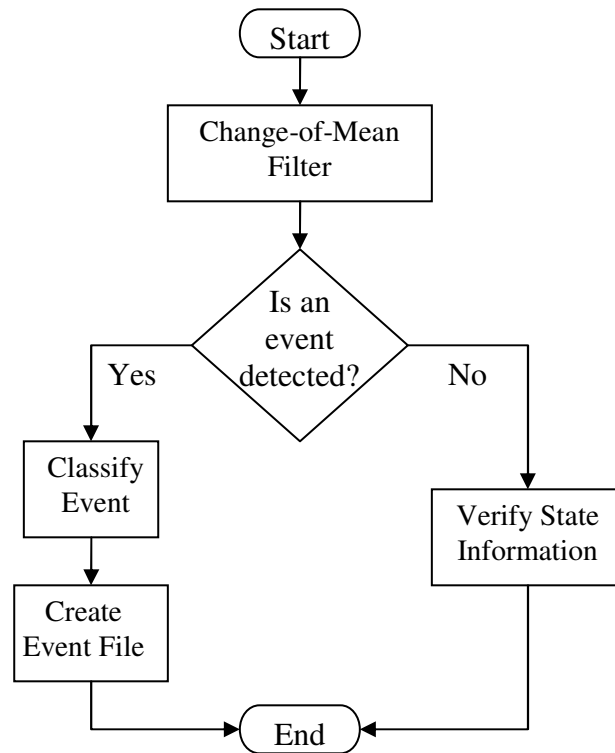 Start
Change-of-Mean
Filter
Is an
event
detected?
Yes
No
Classify
Event
Verify State
Information
Create
Event File
End